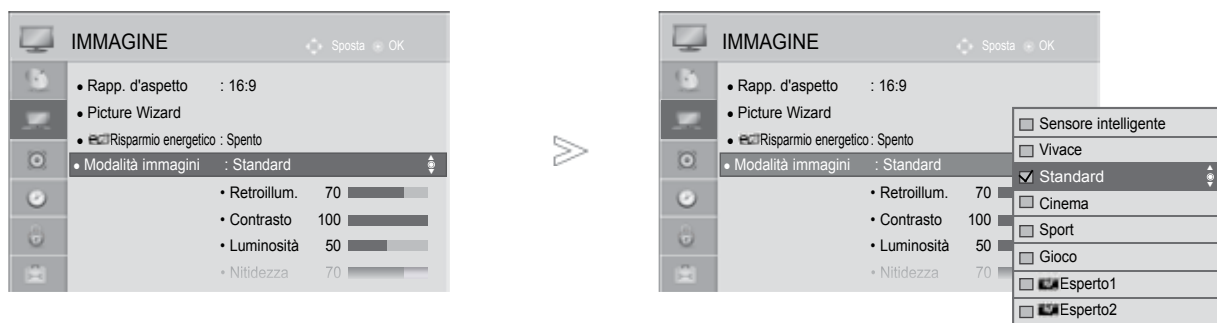 IMMAGINE
Sposta OK
• Rapp. d'aspetto : 16:9
• Picture Wizard
• Risparmio energetico : Spento
• Modalità immagini : Standard
• Retroillum. 70
• Contrasto 100
• Luminosità 50
• Nitidezza 70
>
IMMAGINE
Sposta OK
• Rapp. d'aspetto : 16:9
• Picture Wizard
• Risparmio energetico : Spento
• Modalità immagini : Standard
• Retroillum. 70
• Contrasto 100
• Luminosità 50
• Nitidezza 70
Sensore intelligente
Vivace
Standard
Cinema
Sport
Gioco
Esperto1
Esperto2